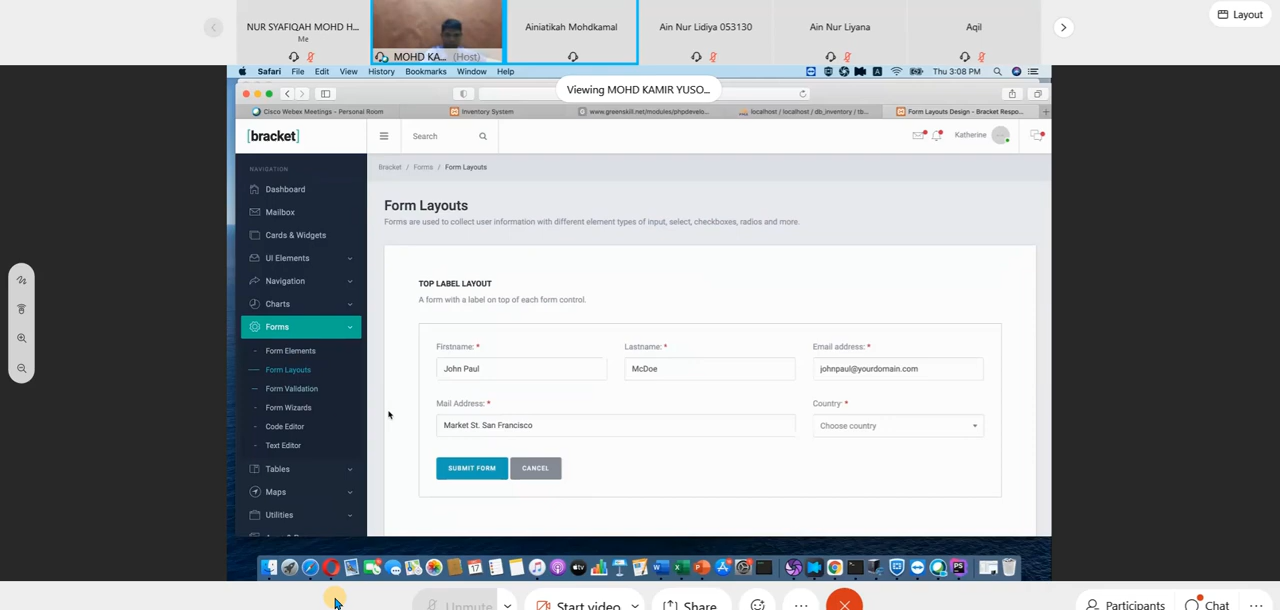 NUR SYAFIQAH MOHD H...
Me
MOHD KA... (Host)
Ainiatikah Mohdkamal
Ain Nur Lidiya 053130
Ain Nur Liyana
Aqil
Layout
Safari File Edit View History Bookmarks Window Help
Thu 3:08 PM
Viewing MOHD KAMIR YUSO...
Cisco Webex Meetings – Personal Room
Inventory System
www.greenskill.net/modules/phpdevelo...
localhost / localhost / db_inventory / tb...
Form Layouts Design – Bracket Respo...
[bracket]
Search
Katherine
NAVIGATION
Dashboard
Mailbox
Cards & Widgets
UI Elements
Navigation
Charts
Forms
Form Elements
Form Layouts
Form Validation
Form Wizards
Code Editor
Text Editor
Tables
Maps
Utilities
Bracket / Forms / Form Layouts
Form Layouts
Forms are used to collect user information with different element types of input, select, checkboxes, radios and more.
TOP LABEL LAYOUT
A form with a label on top of each form control.
Firstname: * Lastname: * Email address: *
John Paul McDoe johnpaul@yourdomain.com
Mail Address: * Country: *
Market St. San Francisco Choose country
SUBMIT FORM CANCEL
Unmute Start video Share Participants Chat